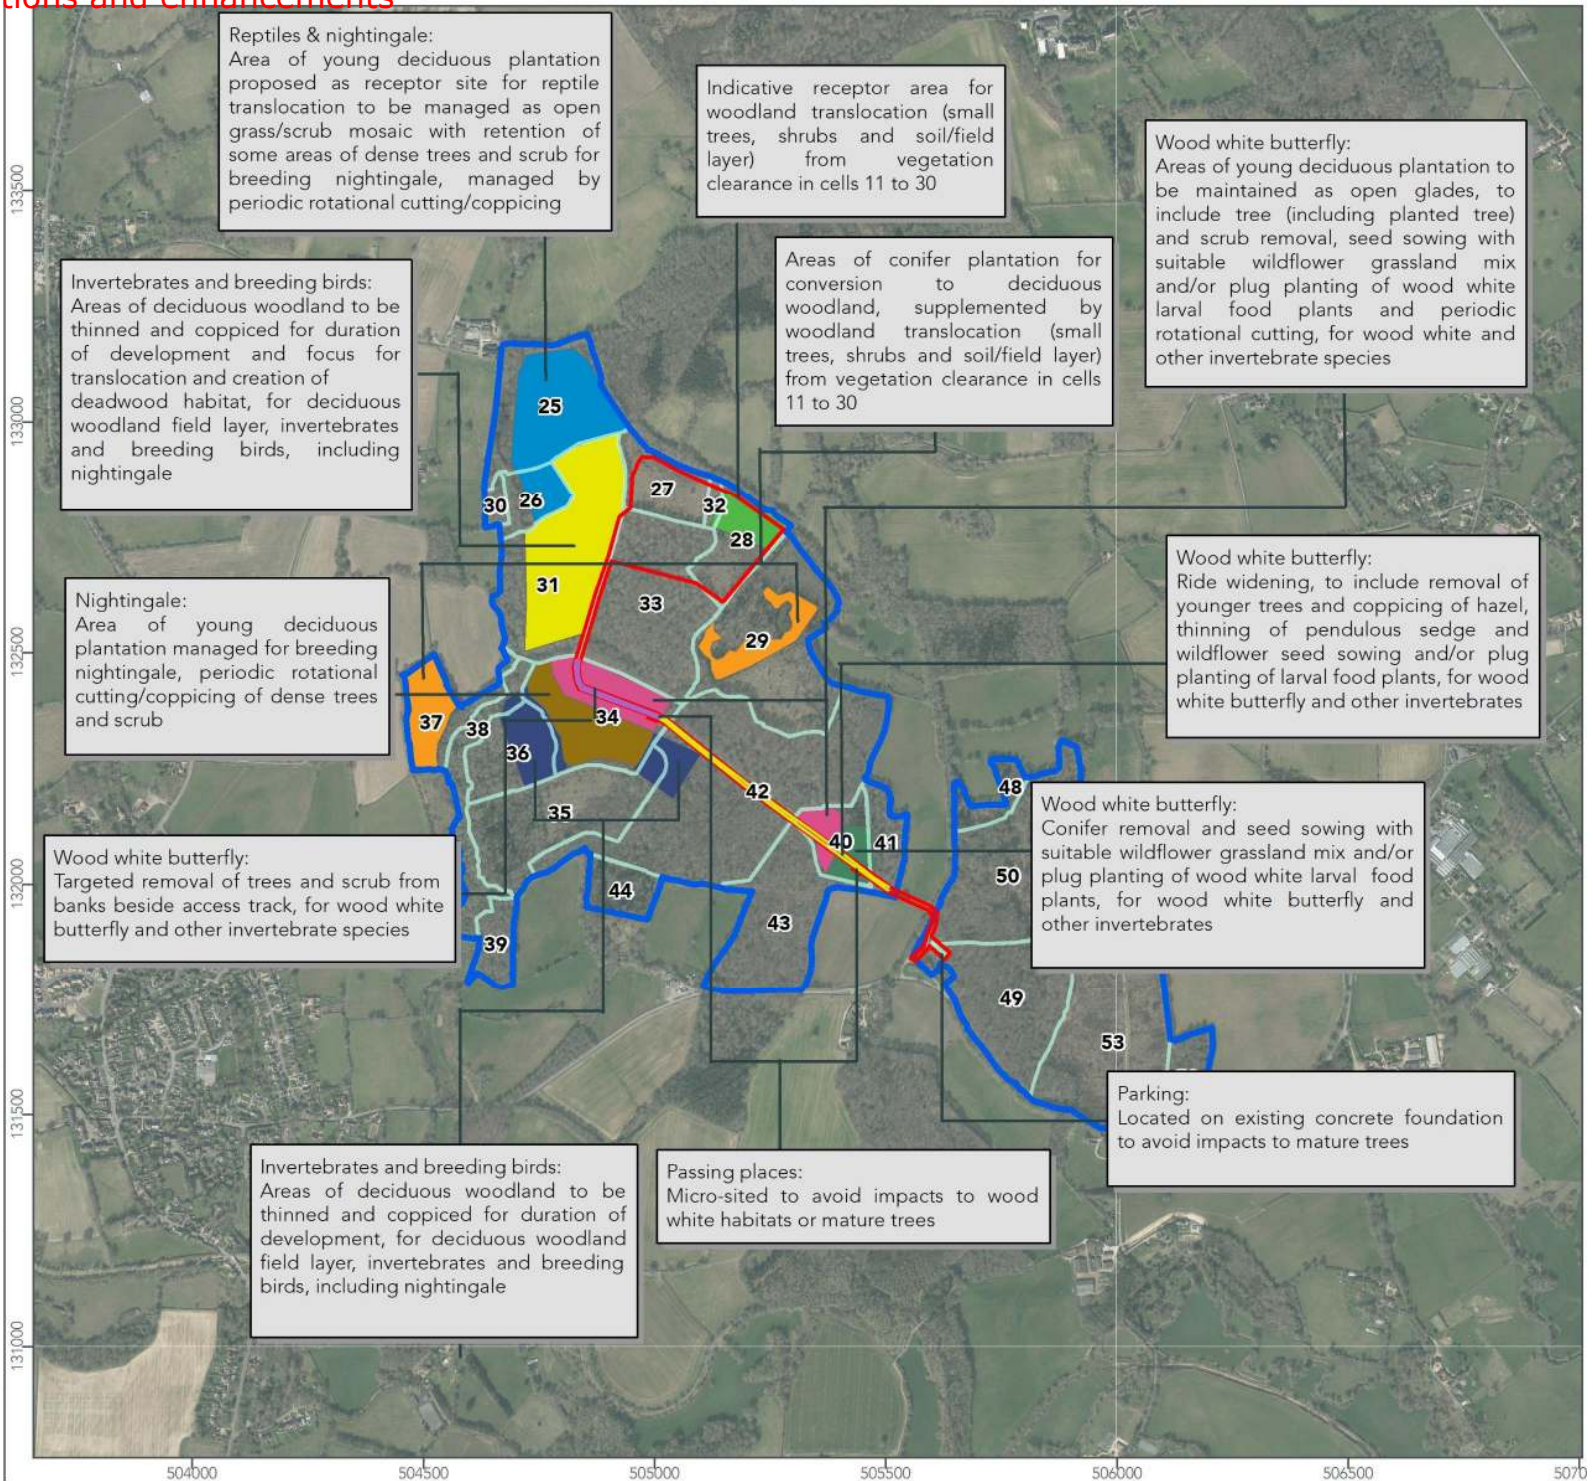 tions and enhancements
Reptiles & nightingale:
Area of young deciduous plantation
proposed as receptor site for reptile
translocation to be managed as open
grass/scrub mosaic with retention of
some areas of dense trees and scrub for
breeding nightingale, managed by
periodic rotational cutting/coppicing
Indicative receptor area for
woodland translocation (small
trees, shrubs and soil/field
layer) from vegetation
clearance in cells 11 to 30
Wood white butterfly:
Areas of young deciduous plantation to
be maintained as open glades, to
include tree (including planted tree)
and scrub removal, seed sowing with
suitable wildflower grassland mix
and/or plug planting of wood white
larval food plants and periodic
rotational cutting, for wood white and
other invertebrate species
Invertebrates and breeding birds:
Areas of deciduous woodland to be
thinned and coppiced for duration
of development and focus for
translocation and creation of
deadwood habitat, for deciduous
woodland field layer, invertebrates
and breeding birds, including
nightingale
Areas of conifer plantation for
conversion to deciduous
woodland, supplemented by
woodland translocation (small
trees, shrubs and soil/field layer)
from vegetation clearance in cells
11 to 30
Nightingale:
Area of young deciduous
plantation managed for breeding
nightingale, periodic rotational
cutting/coppicing of dense trees
and scrub
Wood white butterfly:
Ride widening, to include removal of
younger trees and coppicing of hazel,
thinning of pendulous sedge and
wildflower seed sowing and/or plug
planting of larval food plants, for wood
white butterfly and other invertebrates
Wood white butterfly:
Conifer removal and seed sowing with
suitable wildflower grassland mix and/or
plug planting of wood white larval food
plants, for wood white butterfly and
other invertebrates
Wood white butterfly:
Targeted removal of trees and scrub from
banks beside access track, for wood white
butterfly and other invertebrate species
Parking:
Located on existing concrete foundation
to avoid impacts to mature trees
Invertebrates and breeding birds:
Areas of deciduous woodland to be
thinned and coppiced for duration of
development, for deciduous woodland
field layer, invertebrates and breeding
birds, including nightingale
Passing places:
Micro-sited to avoid impacts to wood
white habitats or mature trees
25
26
27
30
32
28
31
33
29
37
38
34
36
35
42
40
41
48
50
44
43
39
49
53
133500
133000
132500
132000
131500
131000
504000
504500
505000
505500
506000
506500
5070